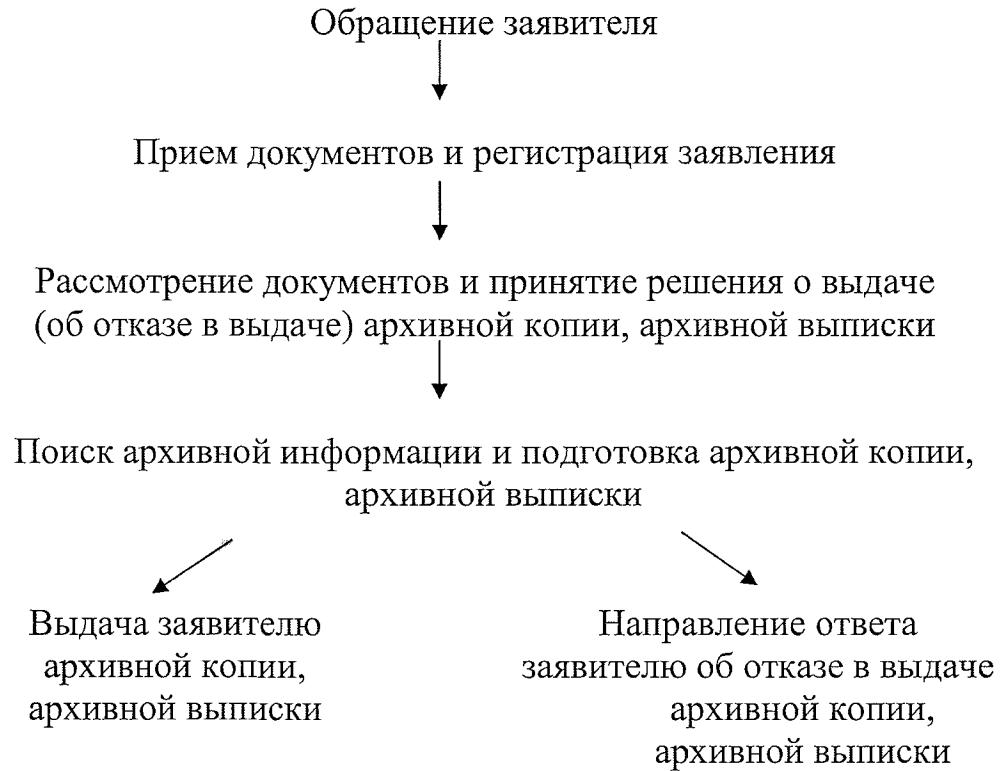 Обращение заявителя
Прием документов и регистрация заявления
Рассмотрение документов и принятие решения о выдаче
(об отказе в выдаче) архивной копии, архивной выписки
Поиск архивной информации и подготовка архивной копии,
архивной выписки
Выдача заявителю
архивной копии,
архивной выписки
Направление ответа
заявителю об отказе в выдаче
архивной копии,
архивной выписки